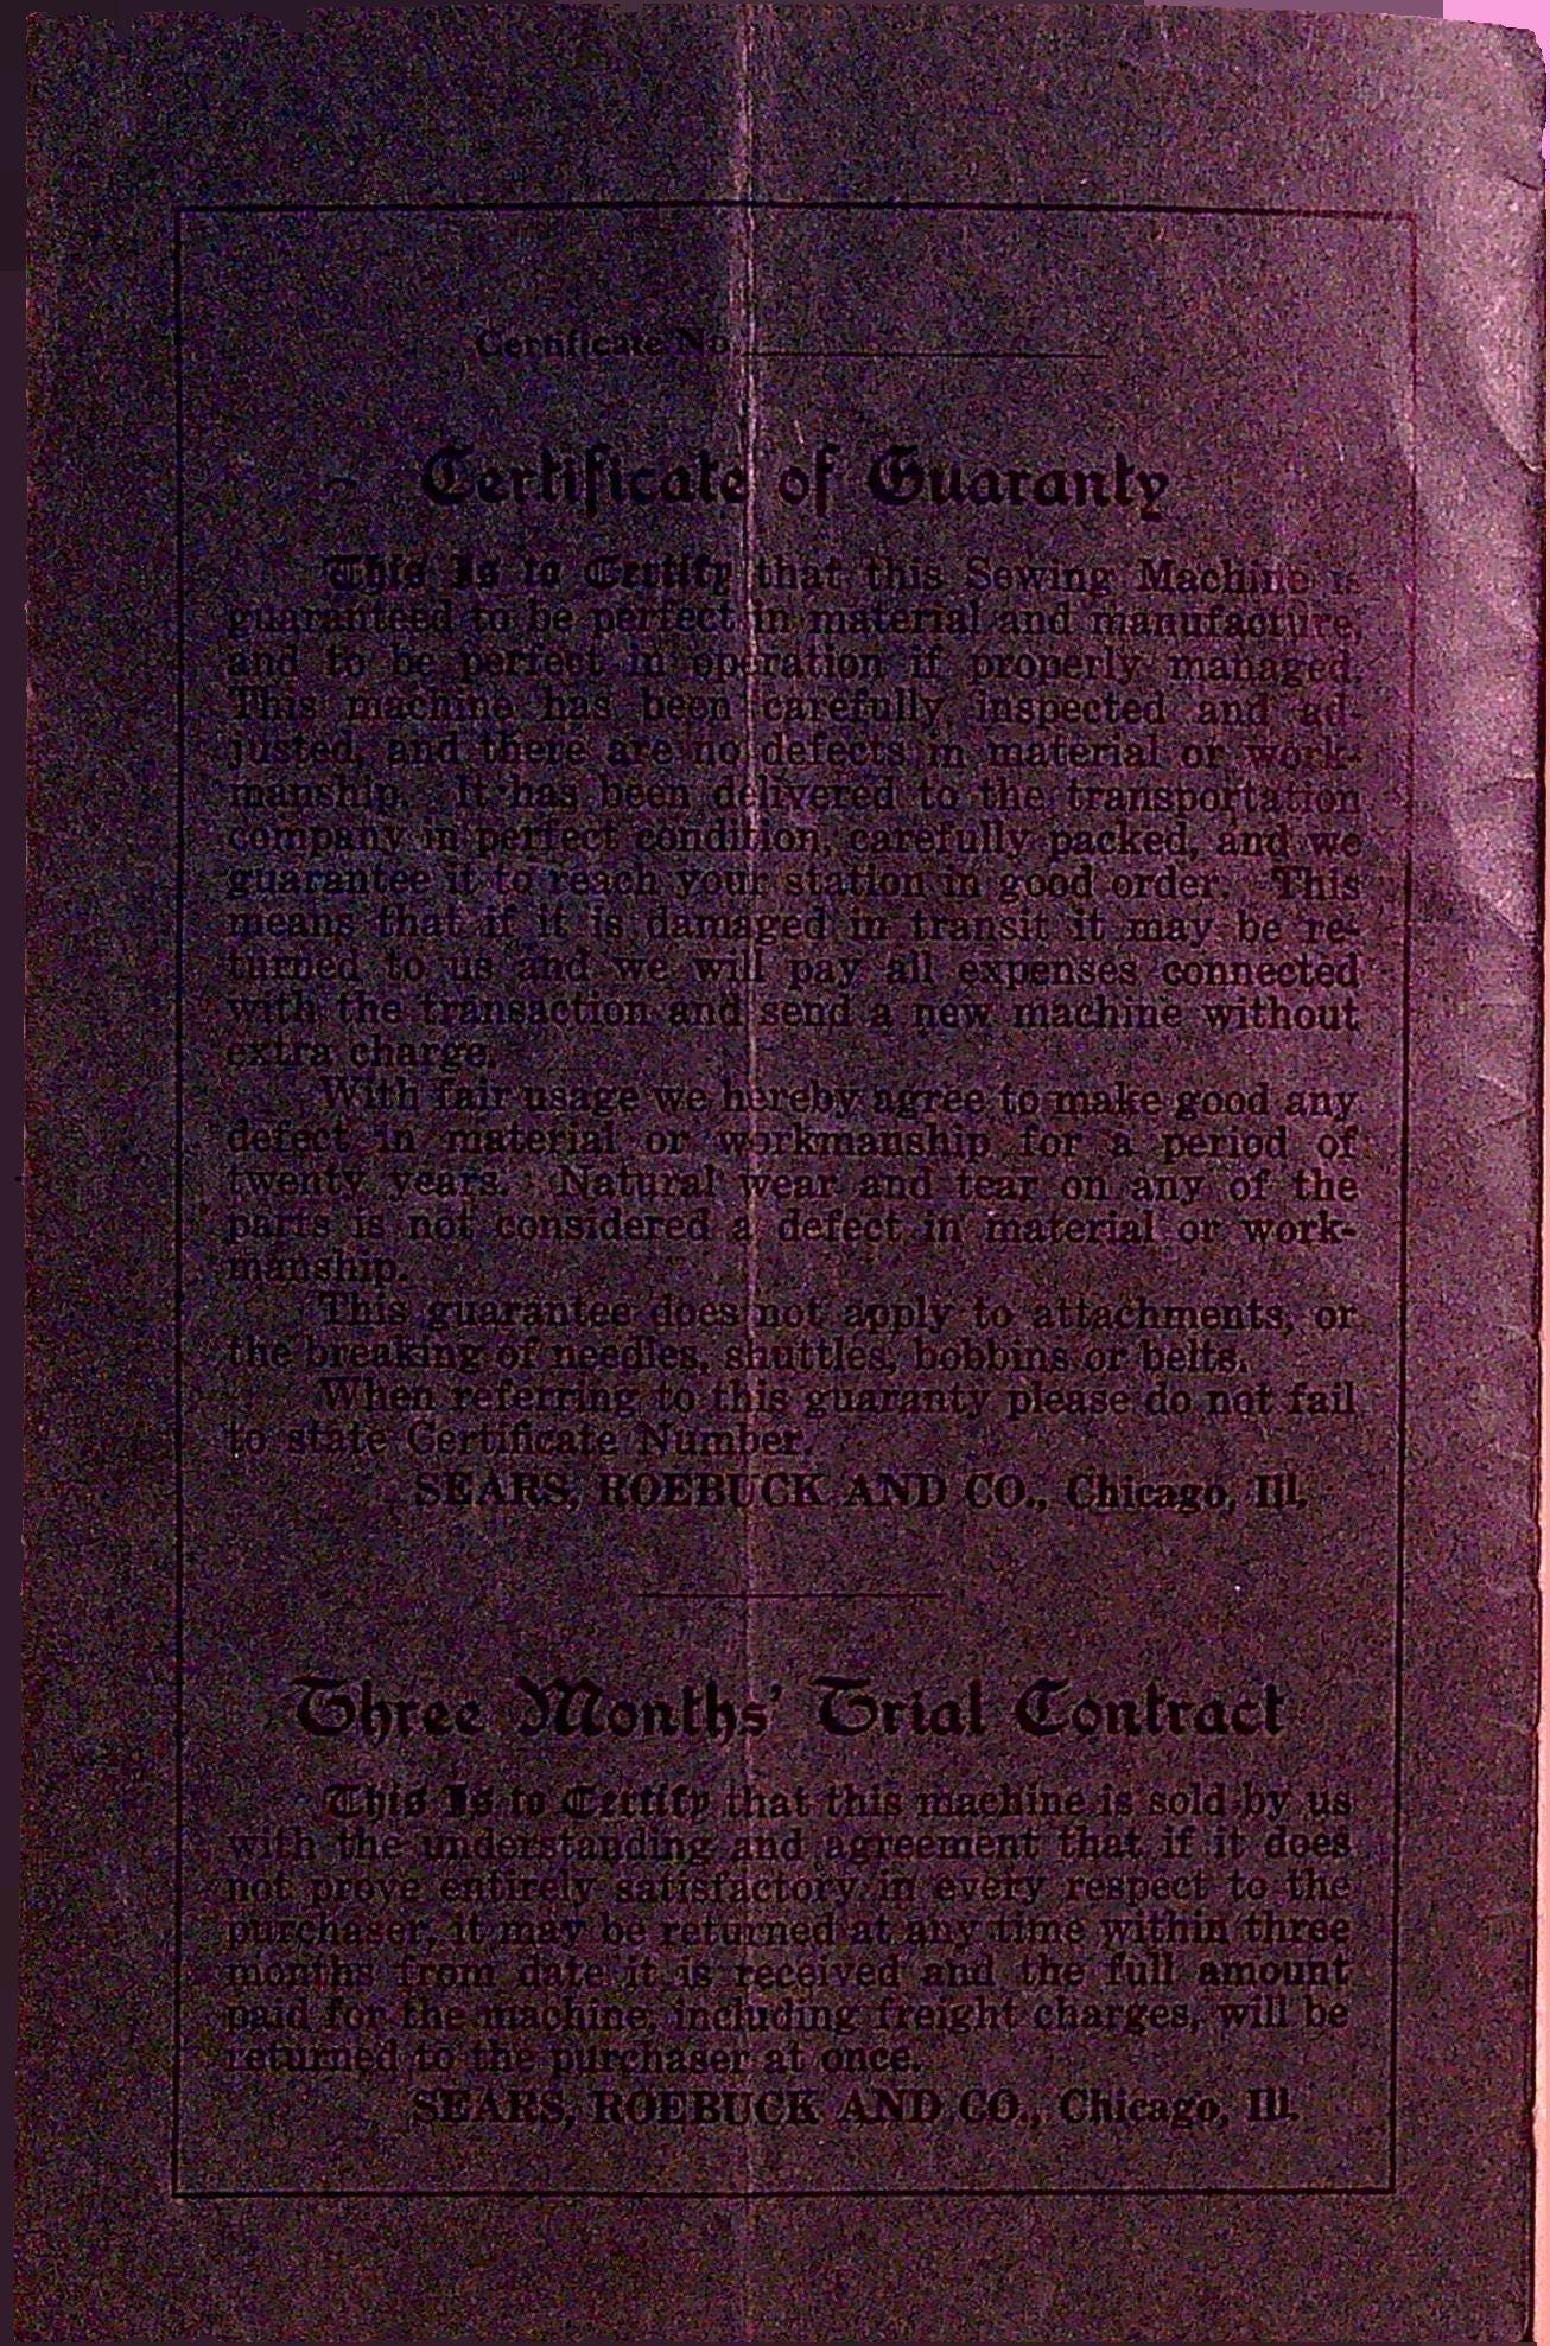 Certificate No.
Certificate of Guaranty
This Is to Certify that this Sewing Machine is
guaranteed to be perfect in material and manufacture,
and to be perfect in operation if properly managed.
This machine has been carefully inspected and ad-
justed, and there are no defects in material or work-
manship. It has been delivered to the transportation
company in perfect condition, carefully packed, and we
guarantee it to reach your station in good order. This
means that if it is damaged in transit it may be re-
turned to us and we will pay all expenses connected
with the transaction and send a new machine without
extra charge.
With fair usage we hereby agree to make good any
defect in material or workmanship for a period of
twenty years. Natural wear and tear on any of the
parts is not considered a defect in material or work-
manship.
This guarantee does not apply to attachments, or
the breaking of needles, shuttles, bobbins or belts.
When referring to this guaranty please do not fail
to state Certificate Number.
SEARS, ROEBUCK AND CO., Chicago, Ill.
Three Months' Trial Contract
This Is to Certify that this machine is sold by us
with the understanding and agreement that if it does
not prove entirely satisfactory in every respect to the
purchaser, it may be returned at any time within three
months from date it is received and the full amount
paid for the machine, including freight charges, will be
returned to the purchaser at once.
SEARS, ROEBUCK AND CO., Chicago, Ill.